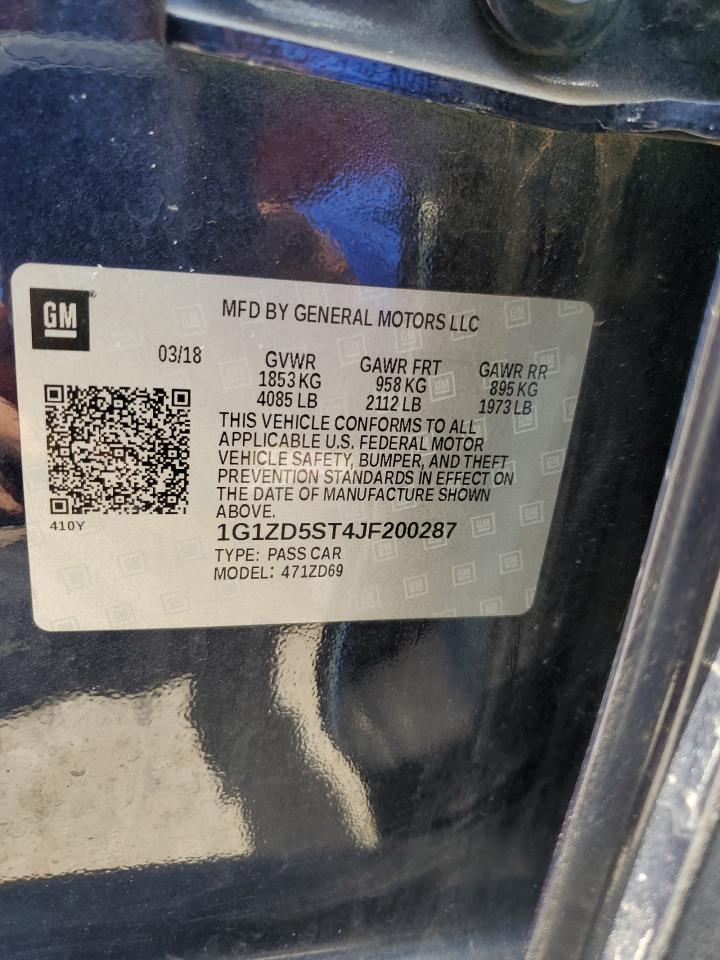 GM
MFD BY GENERAL MOTORS LLC
03/18 GVWR GAWR FRT GAWR RR
1853 KG 958 KG 895 KG
4085 LB 2112 LB 1973 LB
THIS VEHICLE CONFORMS TO ALL
APPLICABLE U.S. FEDERAL MOTOR
VEHICLE SAFETY, BUMPER, AND THEFT
PREVENTION STANDARDS IN EFFECT ON
THE DATE OF MANUFACTURE SHOWN
ABOVE.
410Y
1G1ZD5ST4JF200287
TYPE: PASS CAR
MODEL: 471ZD69